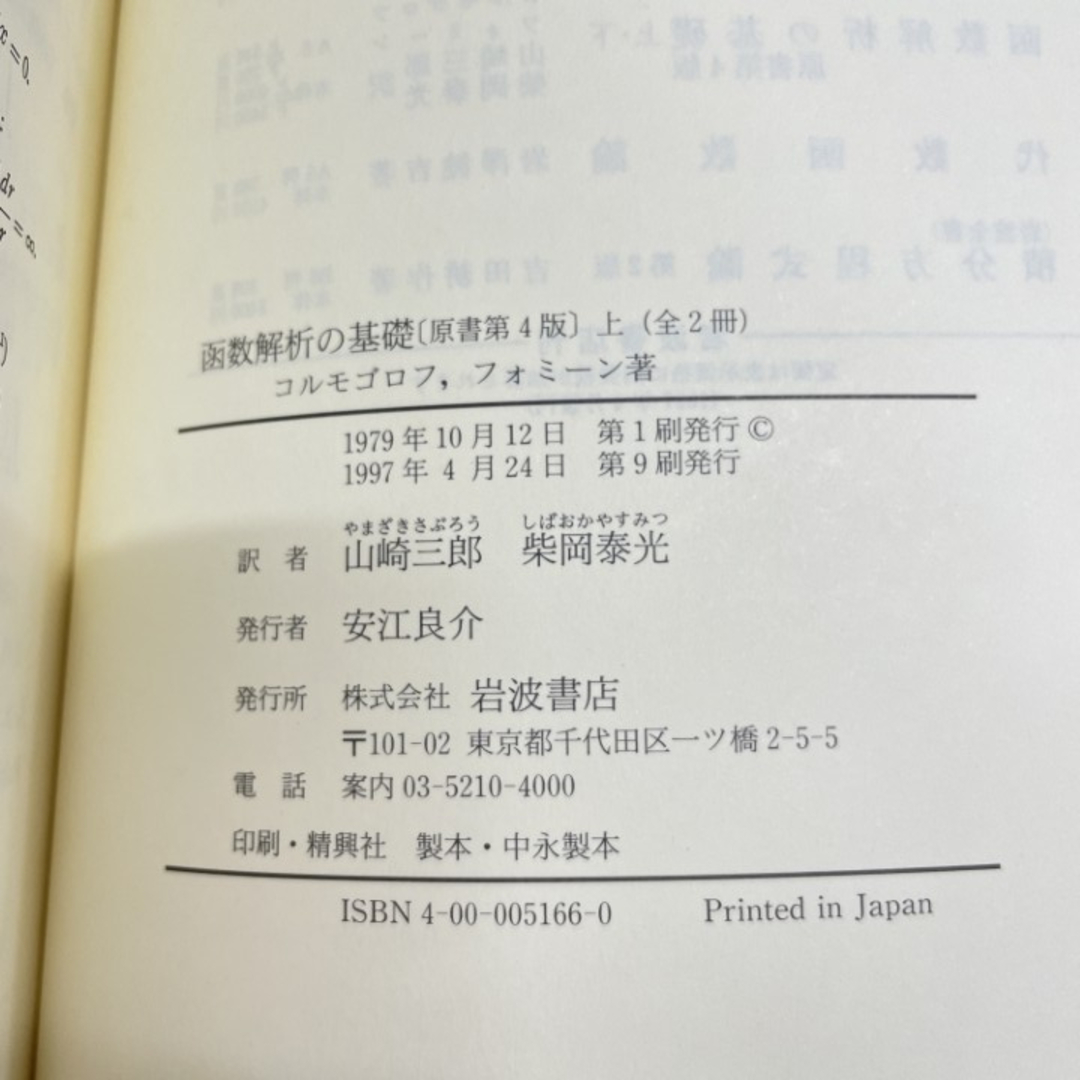 函数解析の基礎〔原書第4版〕上（全2冊）
コルモゴロフ，フォミーン著
1979年10月12日　第1刷発行©
1997年 4 月24日　第9刷発行
やまざきさぶろう　しばおかやすみつ
訳　者　山崎三郎　柴岡泰光
発行者　安江良介
発行所　株式会社 岩波書店
〒101-02 東京都千代田区一ツ橋2-5-5
電　話　案内 03-5210-4000
印刷・精興社　製本・中永製本
ISBN 4-00-005166-0　Printed in Japan